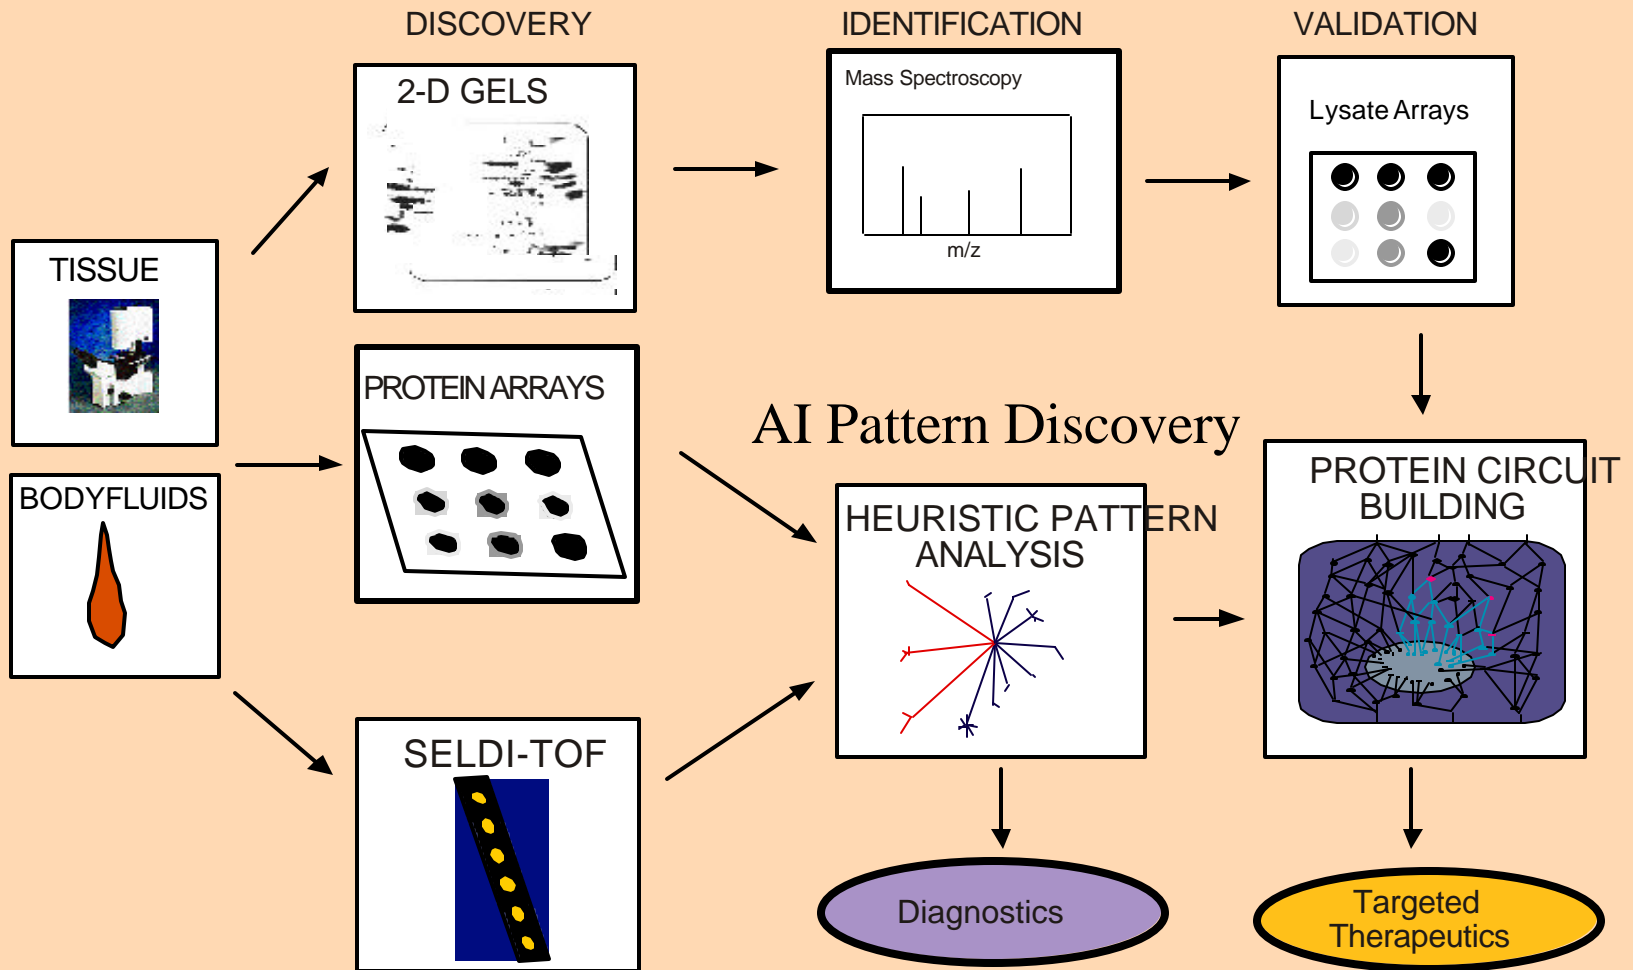 DISCOVERY
IDENTIFICATION
VALIDATION
2-D GELS
Mass Spectroscopy
m/z
Lysate Arrays
TISSUE
BODYFLUIDS
PROTEIN ARRAYS
SELDI-TOF
AI Pattern Discovery
HEURISTIC PATTERN
ANALYSIS
PROTEIN CIRCUIT
BUILDING
Diagnostics
Targeted
Therapeutics